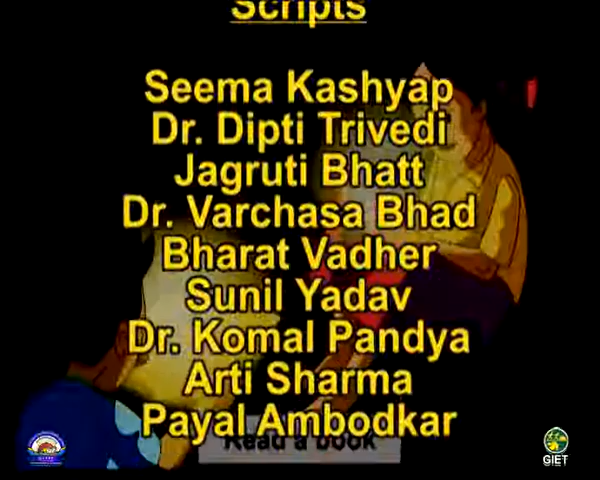 Scripts
Seema Kashyap
Dr. Dipti Trivedi
Jagruti Bhatt
Dr. Varchasa Bhad
Bharat Vadher
Sunil Yadav
Dr. Komal Pandya
Arti Sharma
Payal Ambodkar
Read a book
GIET